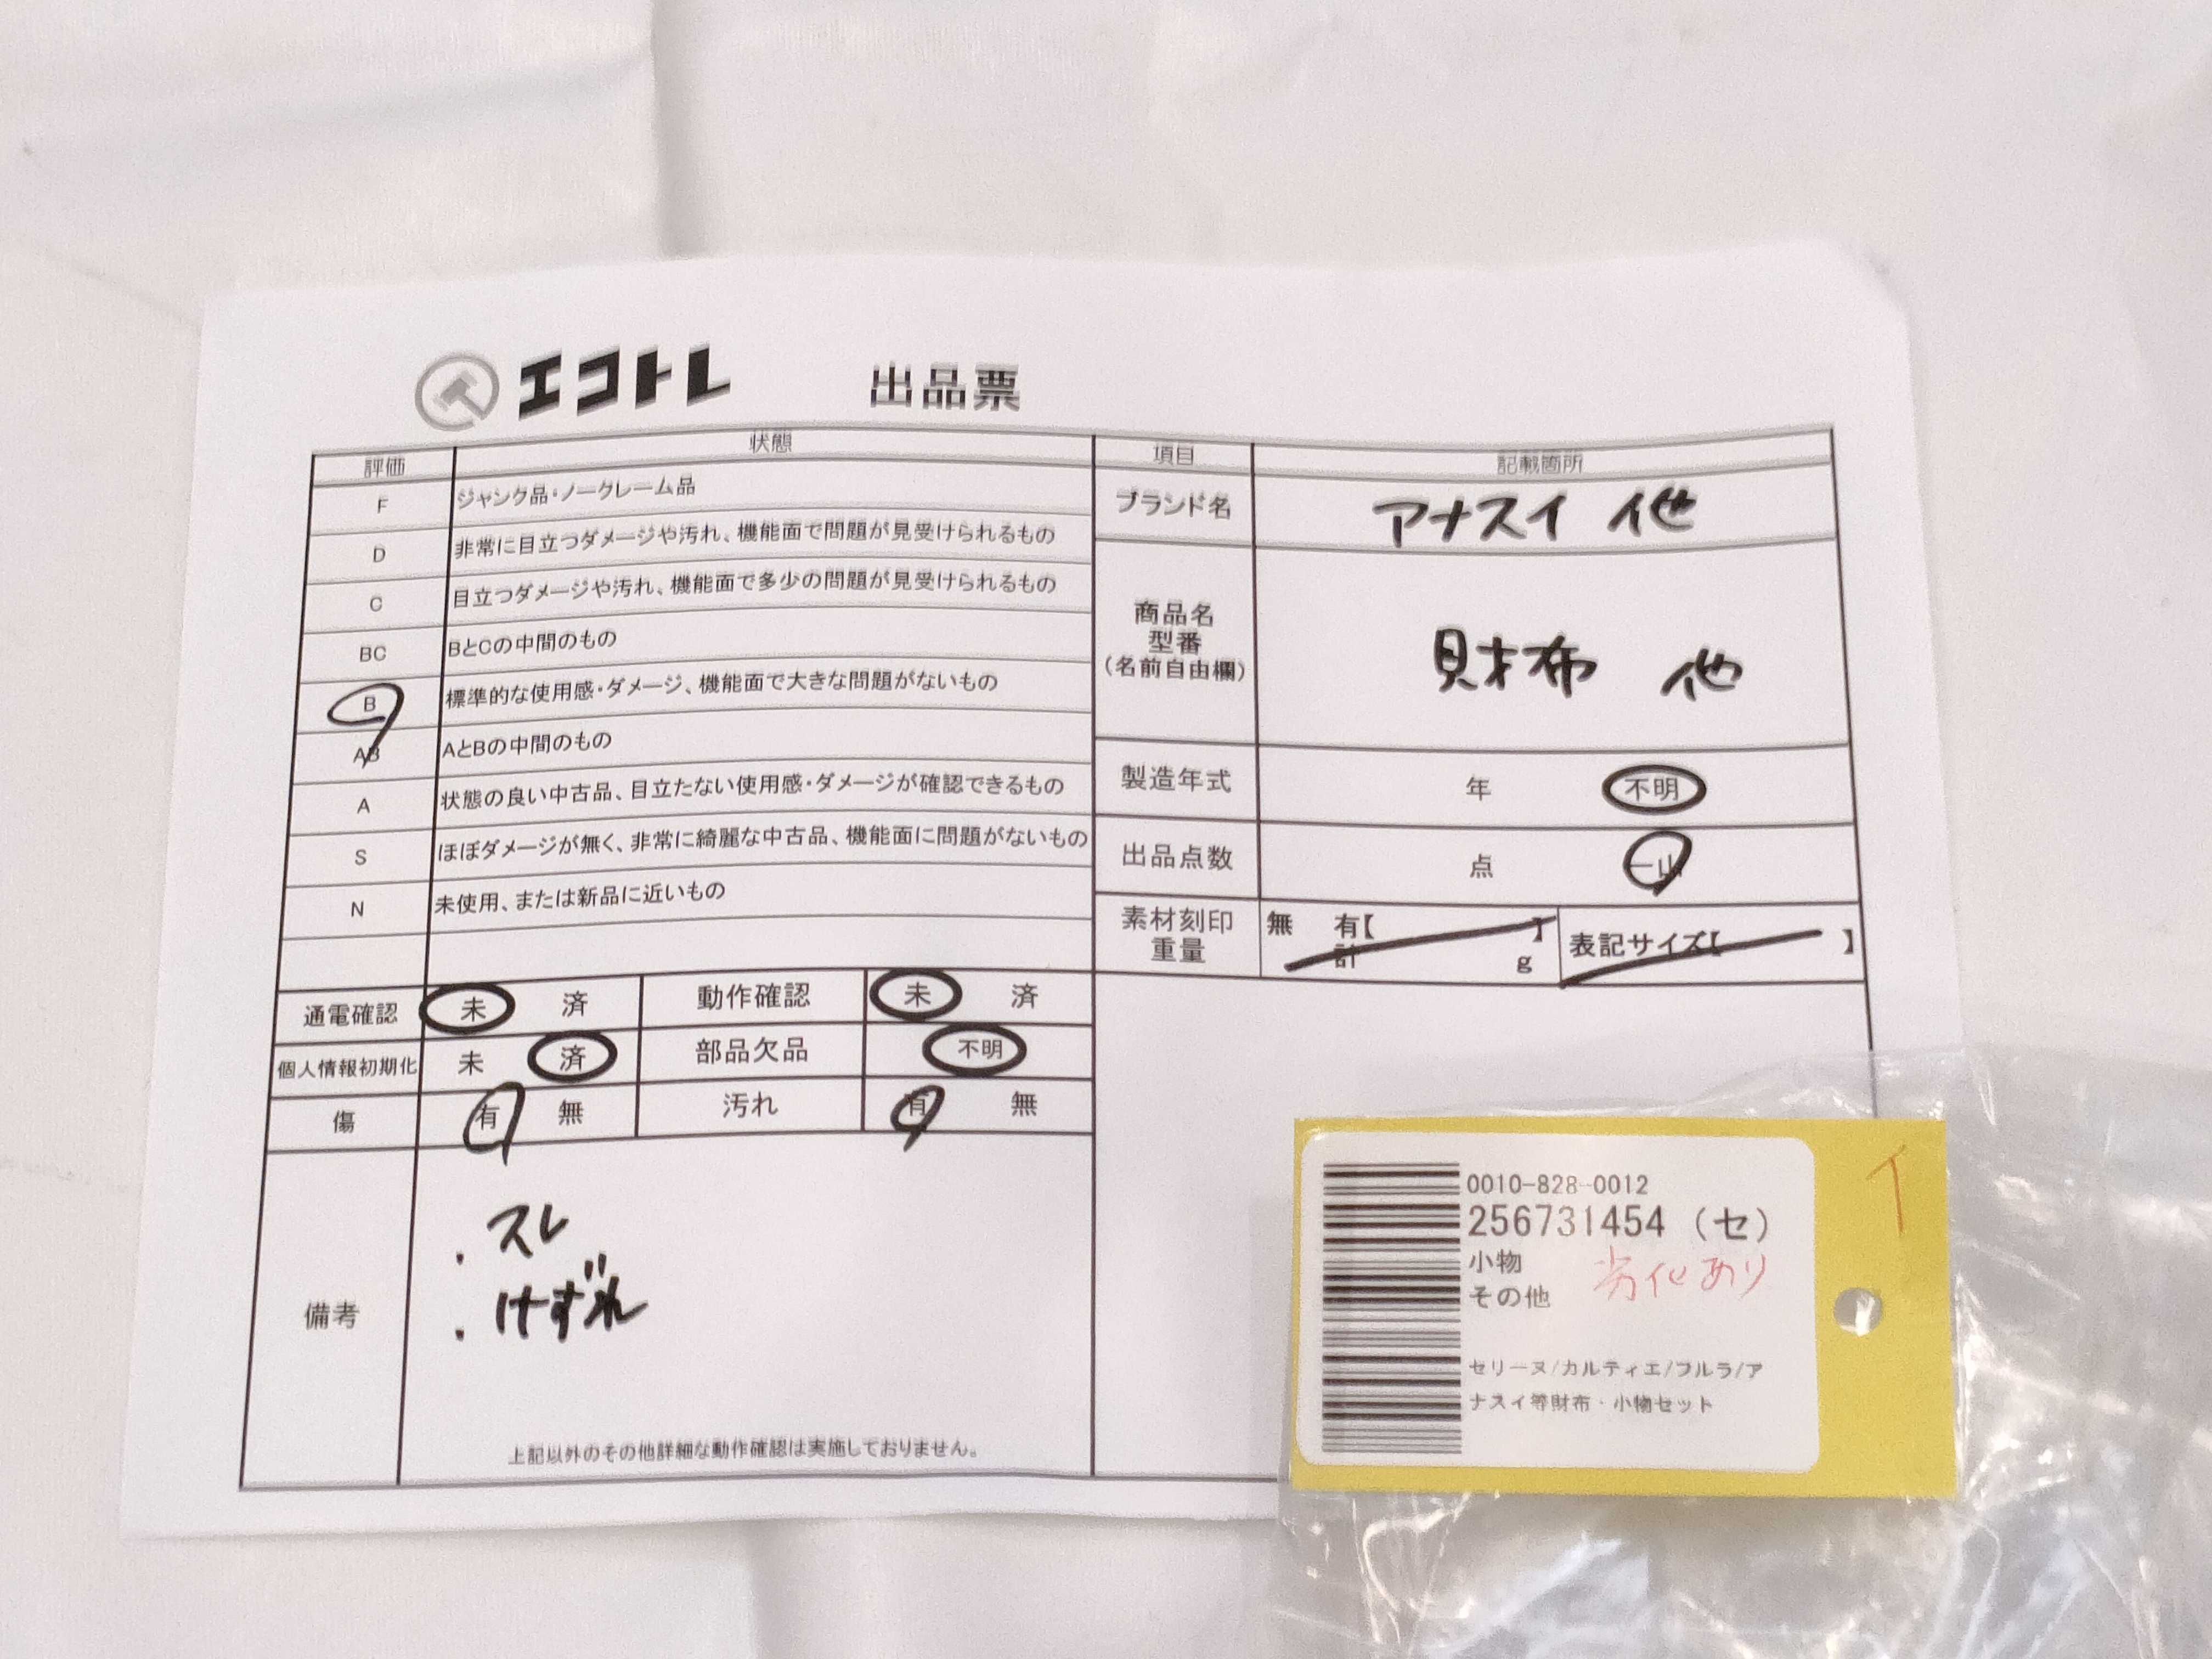 エコトレ 出品票
評価 状態
F ジャンク品・ノークレーム品
D 非常に目立つダメージや汚れ、機能面で問題が見受けられるもの
C 目立つダメージや汚れ、機能面で多少の問題が見受けられるもの
BC BとCの中間のもの
B 標準的な使用感・ダメージ、機能面で大きな問題がないもの
AB AとBの中間のもの
A 状態の良い中古品、目立たない使用感・ダメージが確認できるもの
S ほぼダメージが無く、非常に綺麗な中古品、機能面に問題がないもの
N 未使用、または新品に近いもの
通電確認 未 済 動作確認 未 済
個人情報初期化 未 済 部品欠品 不明
傷 有 無 汚れ 有 無
備考
・スレ
・けずれ
上記以外のその他詳細な動作確認は実施しておりません。
項目 記載箇所
ブランド名 アナスイ 他
商品名
型番
(名前自由欄)
財布 他
製造年式 年 不明
出品点数 点 一山
素材刻印
重量
無 有【 】
計 g
表記サイズ【 】
イ
0010-828-0012
256731454 (セ)
小物
その他
劣化あり
セリーヌ/カルティエ/フルラ/ア
ナスイ等財布・小物セット